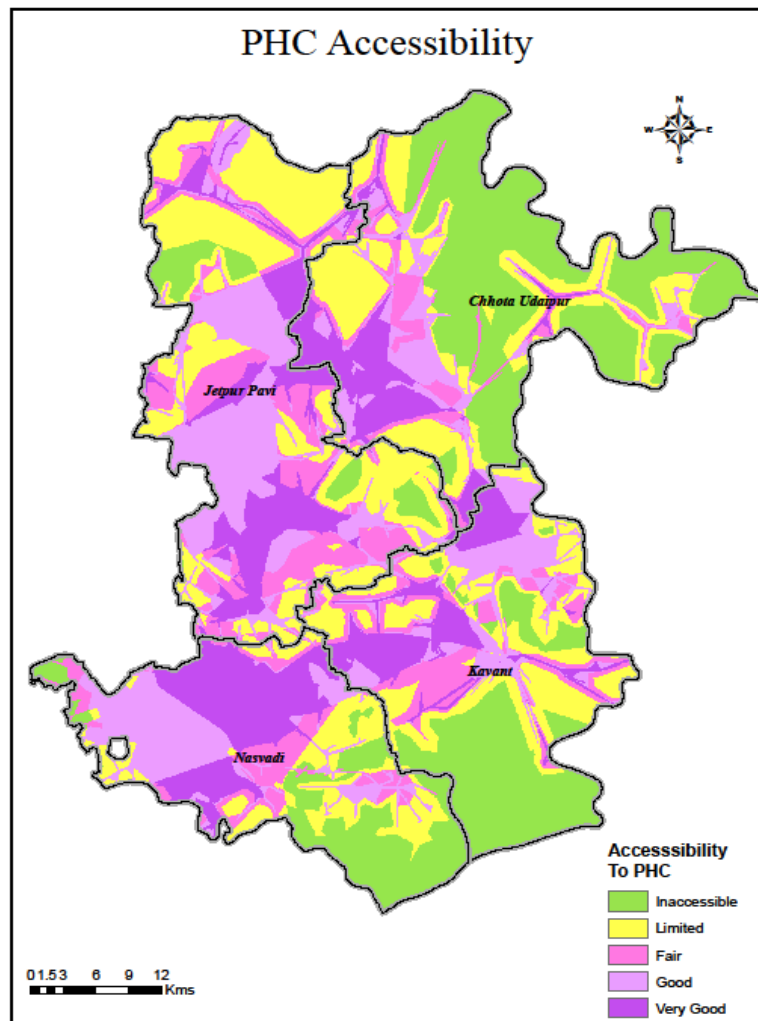 PHC Accessibility
N
W E
S
Chhota Udaipur
Jetpur Pavi
Kavant
Nasvadi
Accesssibility
To PHC
Inaccessible
Limited
Fair
Good
Very Good
0 1.5 3 6 9 12
Kms